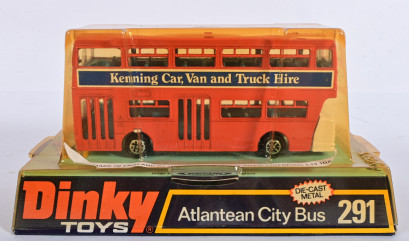 Kenning Car, Van and Truck Hire
DIE-CAST
METAL
Dinky
TOYS®
Atlantean City Bus 291